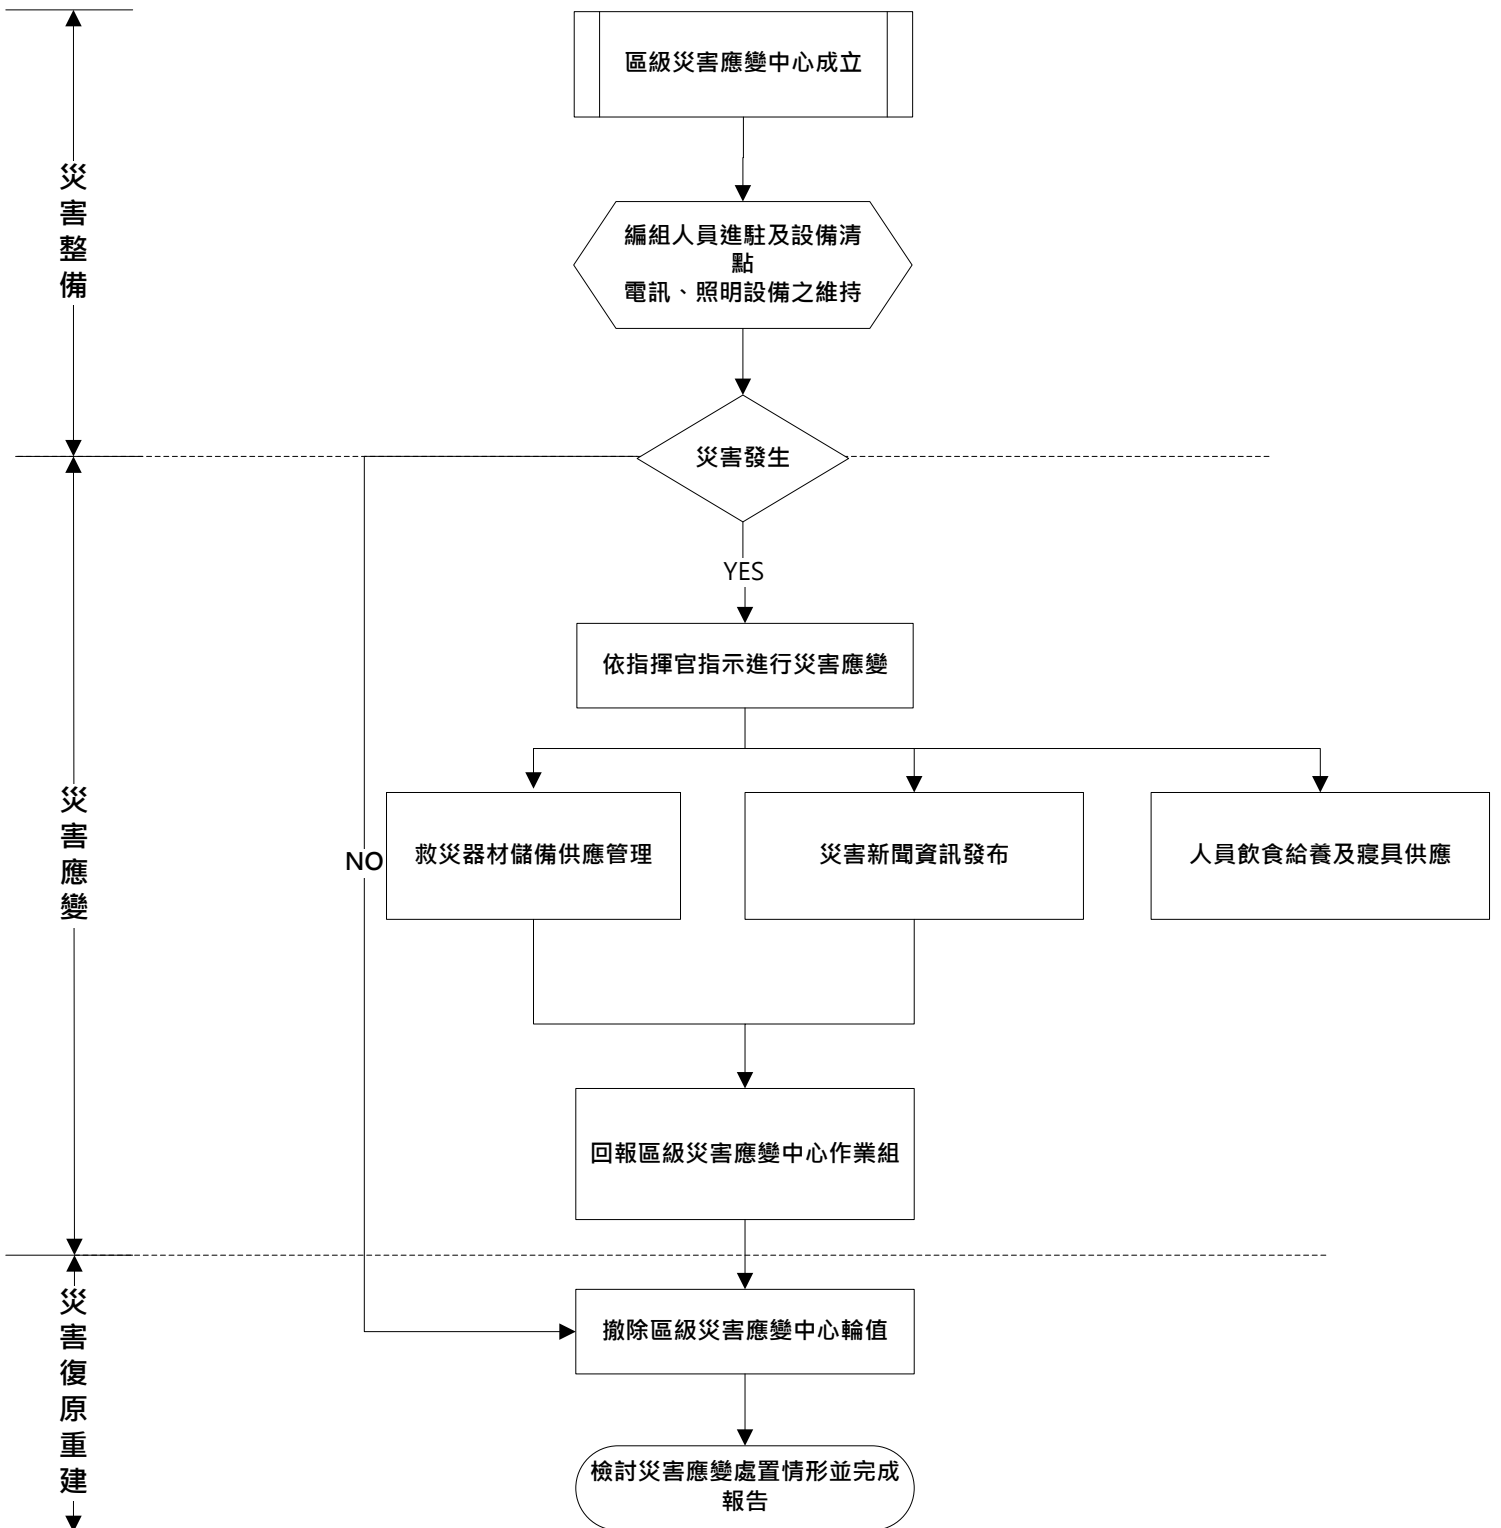 區級災害應變中心成立
災害整備
編組人員進駐及設備清
點
電訊、照明設備之維持
災害發生
YES
依指揮官指示進行災害應變
災害應變
NO
救災器材儲備供應管理
災害新聞資訊發布
人員飲食給養及寢具供應
回報區級災害應變中心作業組
災害復原重建
撤除區級災害應變中心輪值
檢討災害應變處置情形並完成
報告